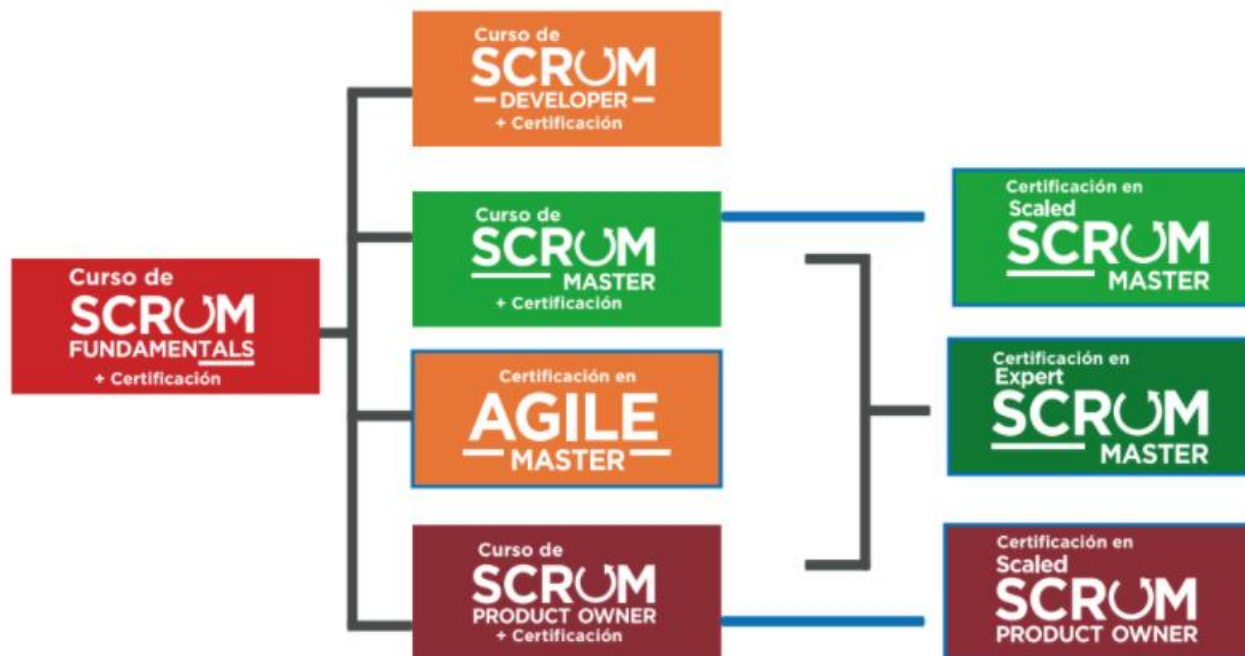 Curso de
SCRUM
FUNDAMENTALS
+ Certificación
Curso de
SCRUM
DEVELOPER
+ Certificación
Curso de
SCRUM
MASTER
+ Certificación
Certificación en
AGILE
MASTER
Curso de
SCRUM
PRODUCT OWNER
+ Certificación
Certificación en
Scaled
SCRUM
MASTER
Certificación en
Expert
SCRUM
MASTER
Certificación en
Scaled
SCRUM
PRODUCT OWNER